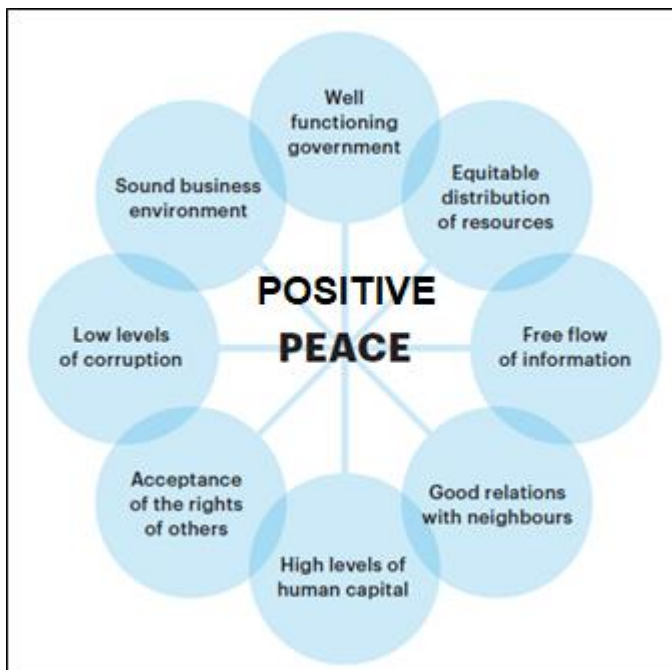 Well
functioning
government
Equitable
distribution
of resources
Free flow
of information
Good relations
with neighbours
High levels of
human capital
Acceptance
of the rights
of others
Low levels
of corruption
Sound business
environment
POSITIVE
PEACE